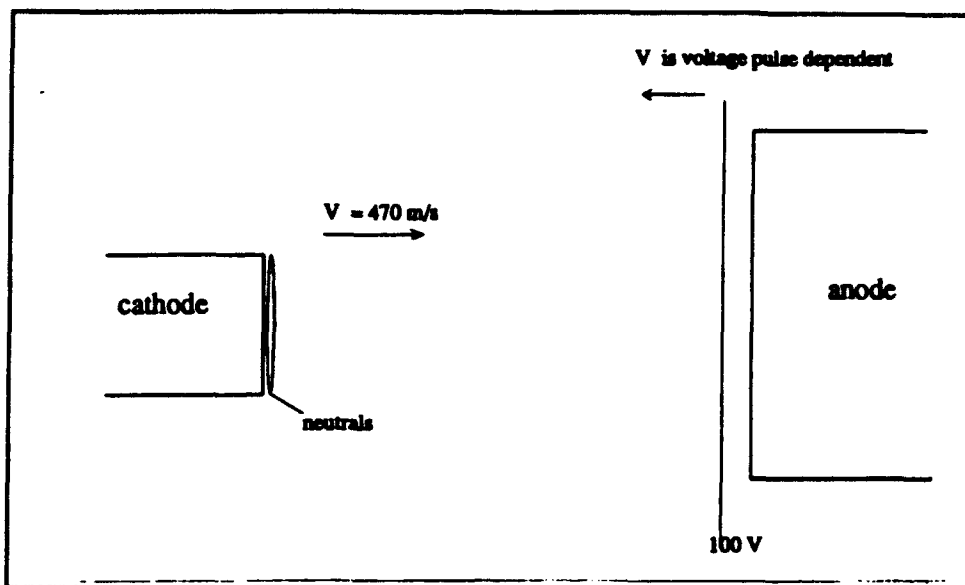 V is voltage pulse dependent
V = 470 m/s
cathode
anode
neutrals
100 V